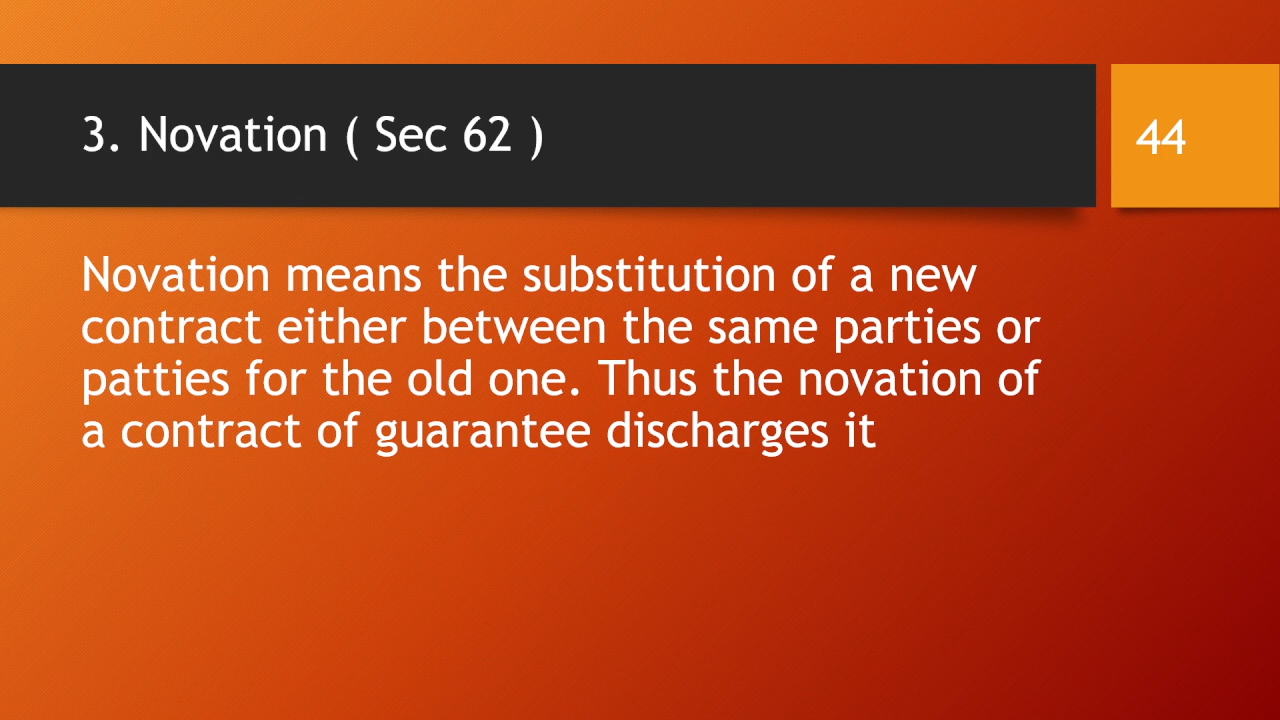 3. Novation ( Sec 62 )
44
Novation means the substitution of a new
contract either between the same parties or
patties for the old one. Thus the novation of
a contract of guarantee discharges it